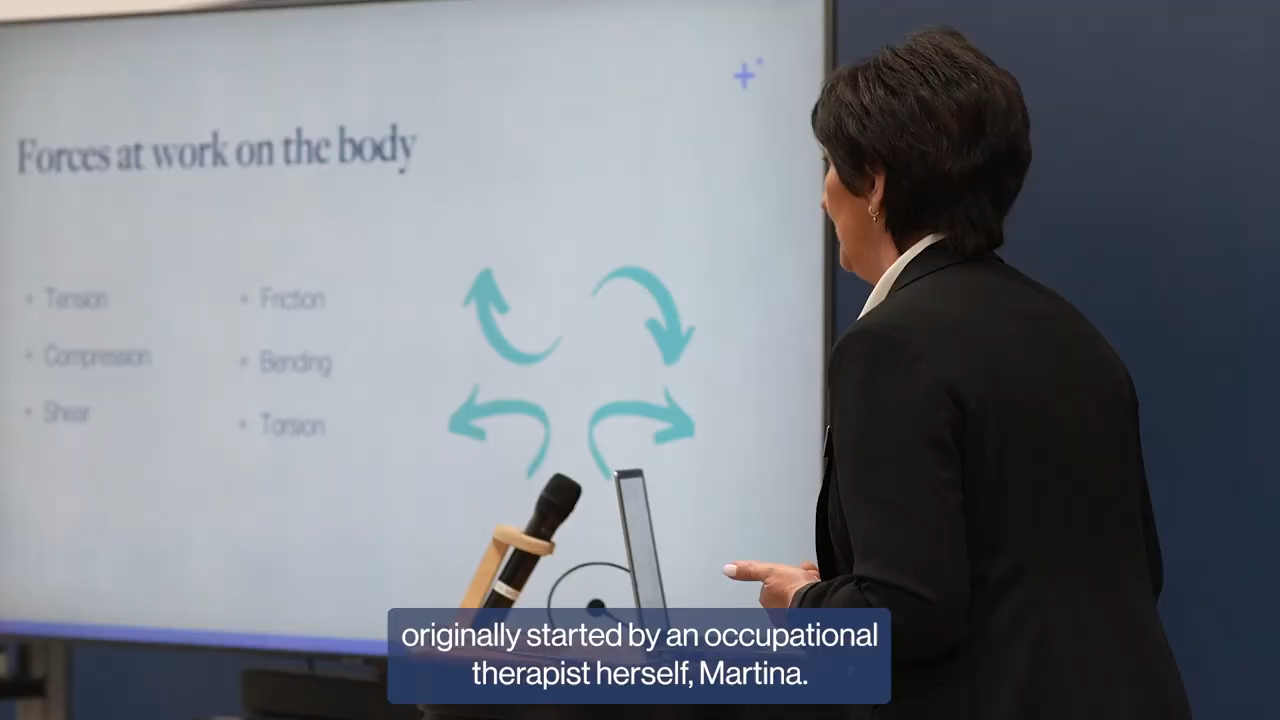 Forces at work on the body
• Tension
• Compression
• Shear
• Friction
• Bending
• Torsion
originally started by an occupational
therapist herself, Martina.